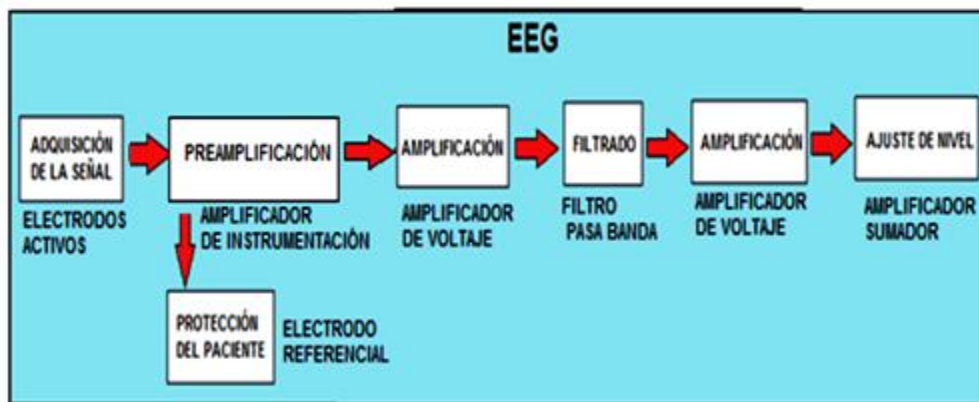 EEG
ADQUISICIÓN
DE LA SEÑAL
ELECTRODOS
ACTIVOS
PREAMPLIFICACIÓN
AMPLIFICADOR
DE INSTRUMENTACIÓN
PROTECCIÓN
DEL PACIENTE
ELECTRODO
REFERENCIAL
AMPLIFICACIÓN
AMPLIFICADOR
DE VOLTAJE
FILTRADO
FILTRO
PASA BANDA
AMPLIFICACIÓN
AMPLIFICADOR
DE VOLTAJE
AJUSTE DE NIVEL
AMPLIFICADOR
SUMADOR